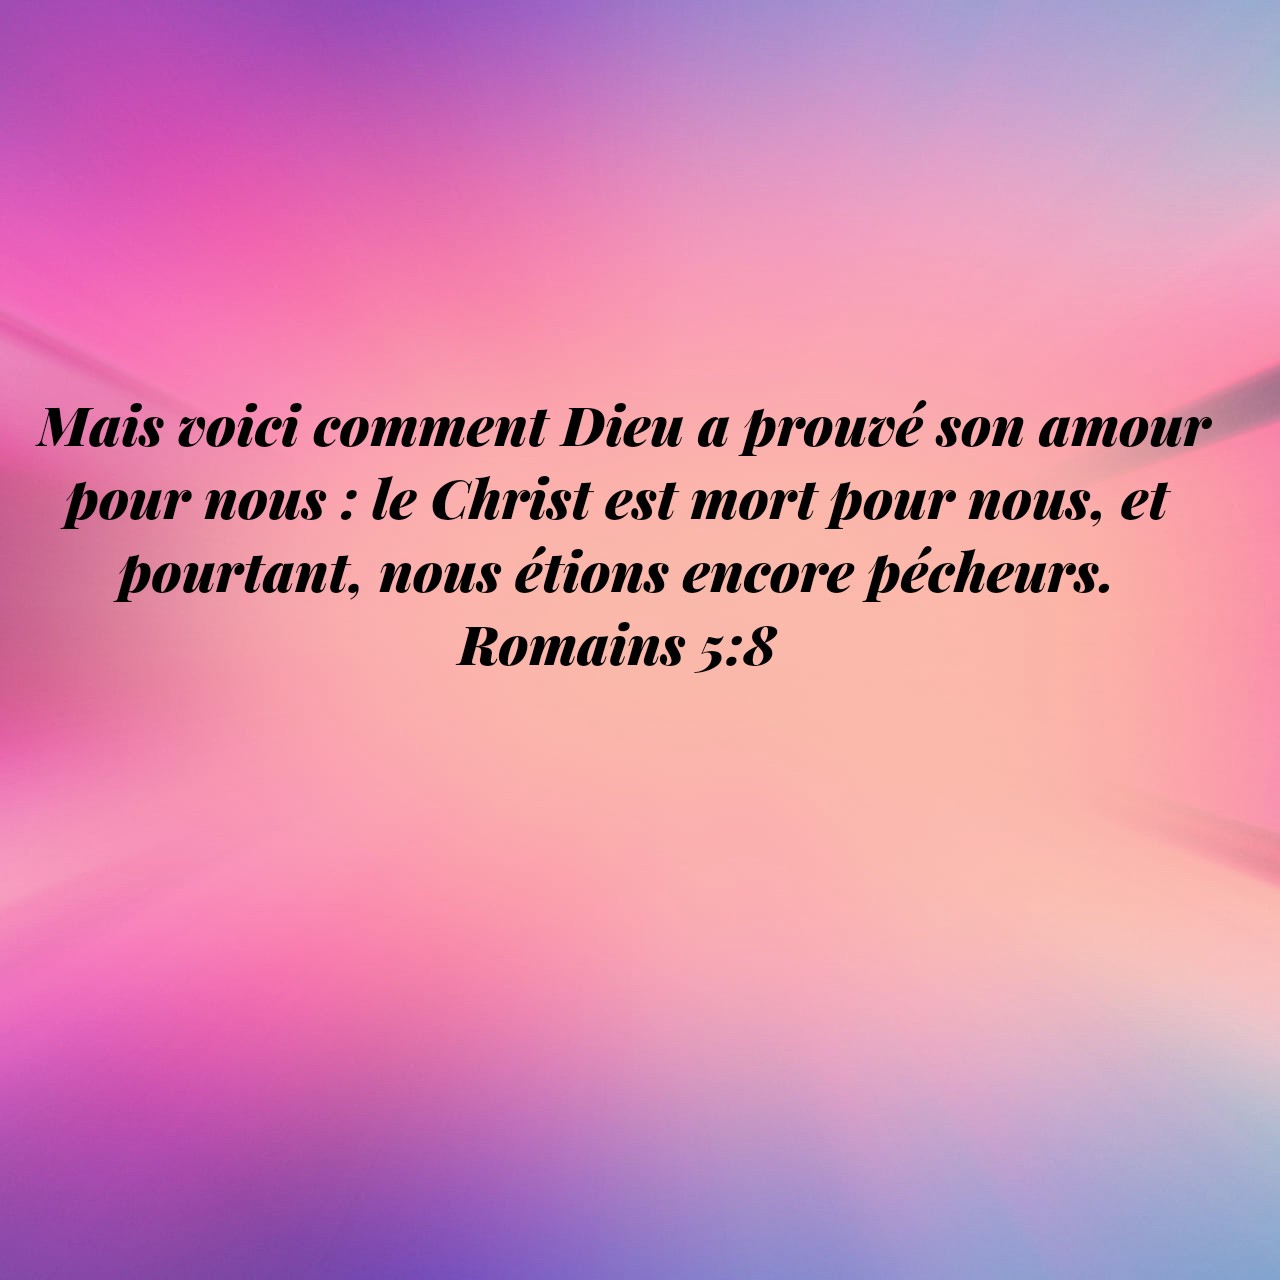 Mais voici comment Dieu a prouvé son amour
pour nous : le Christ est mort pour nous, et
pourtant, nous étions encore pécheurs.
Romains 5:8